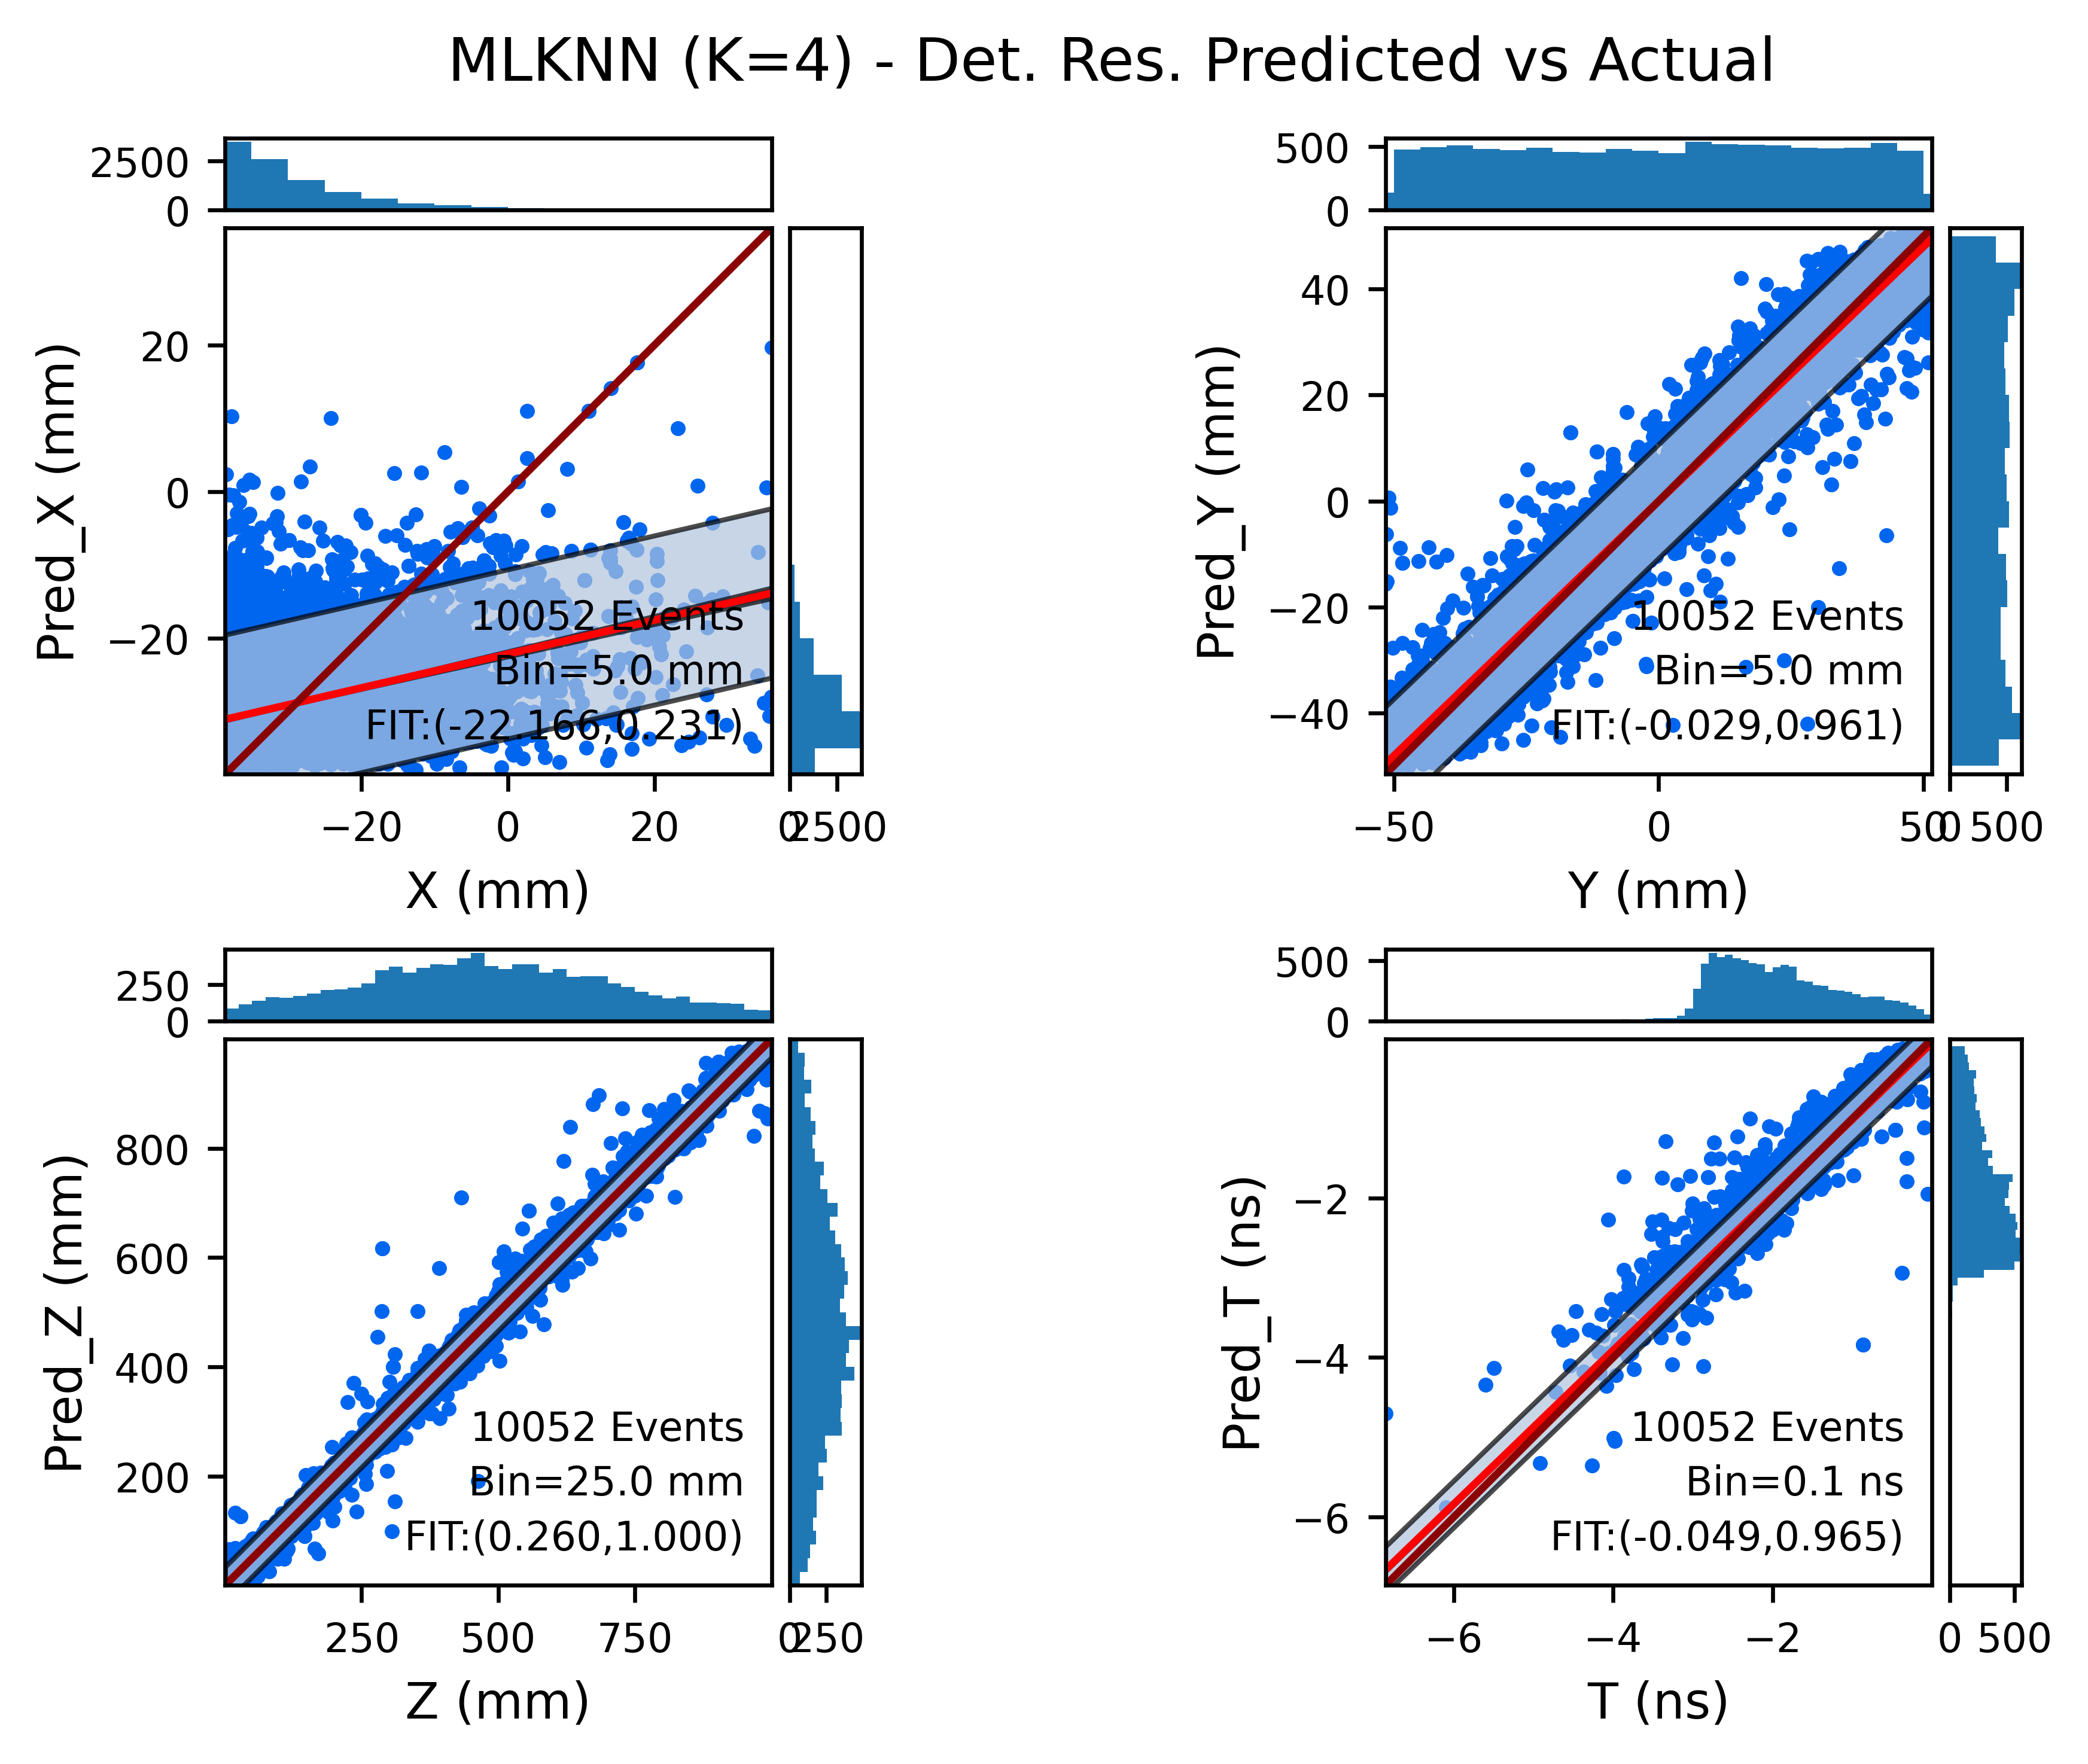 MLKNN (K=4) - Det. Res. Predicted vs Actual
2500
0
Pred_X (mm)
20
0
−20
10052 Events
Bin=5.0 mm
FIT:(-22.166,0.231)
−20
0
20
0
2500
X (mm)
500
0
Pred_Y (mm)
40
20
0
−20
−40
10052 Events
Bin=5.0 mm
FIT:(-0.029,0.961)
−50
0
50
0
500
Y (mm)
250
0
Pred_Z (mm)
800
600
400
200
10052 Events
Bin=25.0 mm
FIT:(0.260,1.000)
250
500
750
0
250
Z (mm)
500
0
Pred_T (ns)
−2
−4
−6
10052 Events
Bin=0.1 ns
FIT:(-0.049,0.965)
−6
−4
−2
0
500
T (ns)